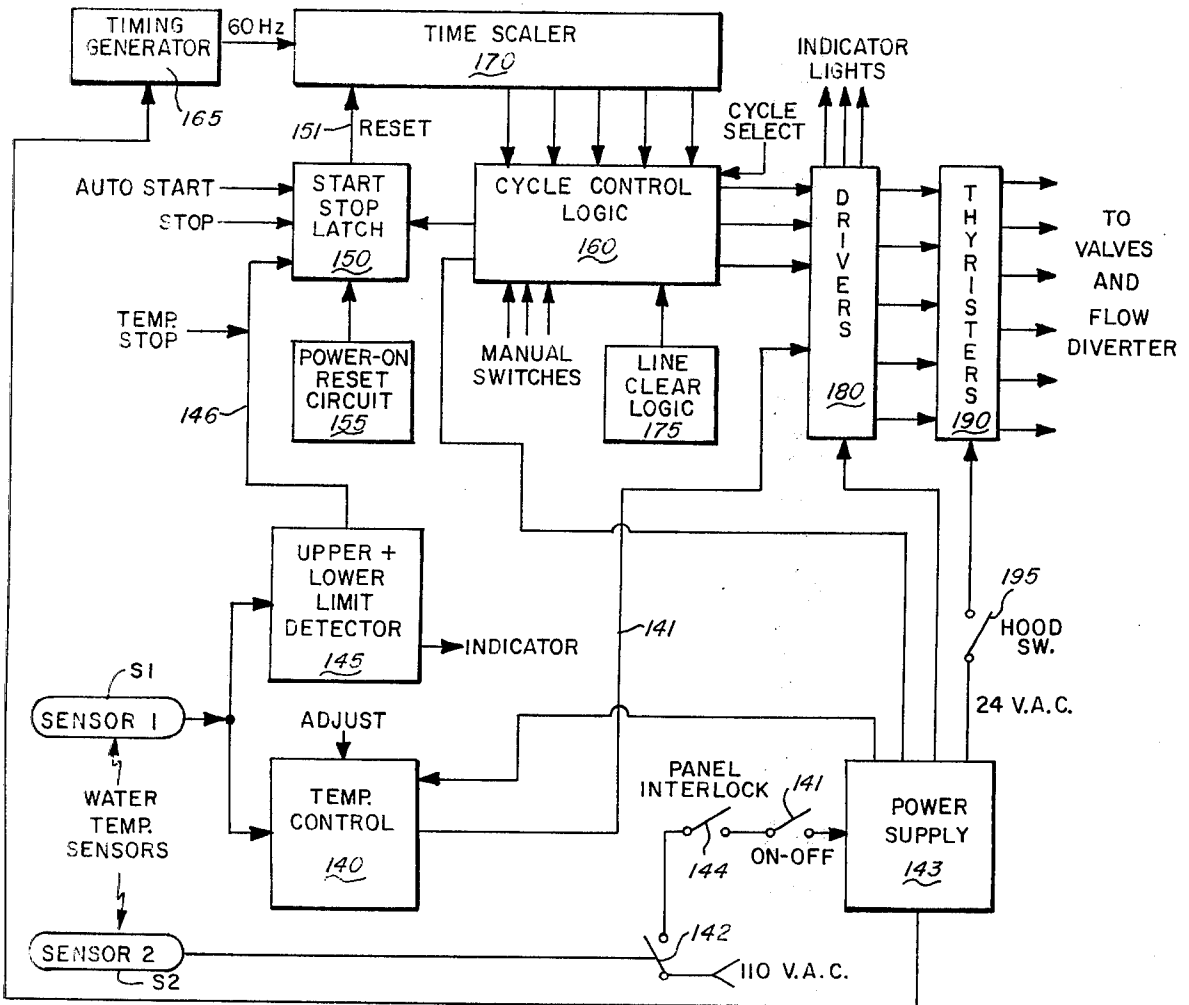 TIMING
GENERATOR
165
60 Hz
TIME SCALER
170
INDICATOR
LIGHTS
151
RESET
CYCLE
SELECT
AUTO START
STOP
START
STOP
LATCH
150
CYCLE CONTROL
LOGIC
160
DRIVERS
180
THYRISTERS
190
TO
VALVES
AND
FLOW
DIVERTER
TEMP.
STOP
146
POWER-ON
RESET
CIRCUIT
155
MANUAL
SWITCHES
LINE
CLEAR
LOGIC
175
UPPER +
LOWER
LIMIT
DETECTOR
145
INDICATOR
141
195
HOOD
SW.
24 V.A.C.
S1
SENSOR 1
ADJUST
WATER
TEMP.
SENSORS
TEMP.
CONTROL
140
PANEL
INTERLOCK
141
144
ON-OFF
POWER
SUPPLY
143
SENSOR 2
S2
142
110 V.A.C.